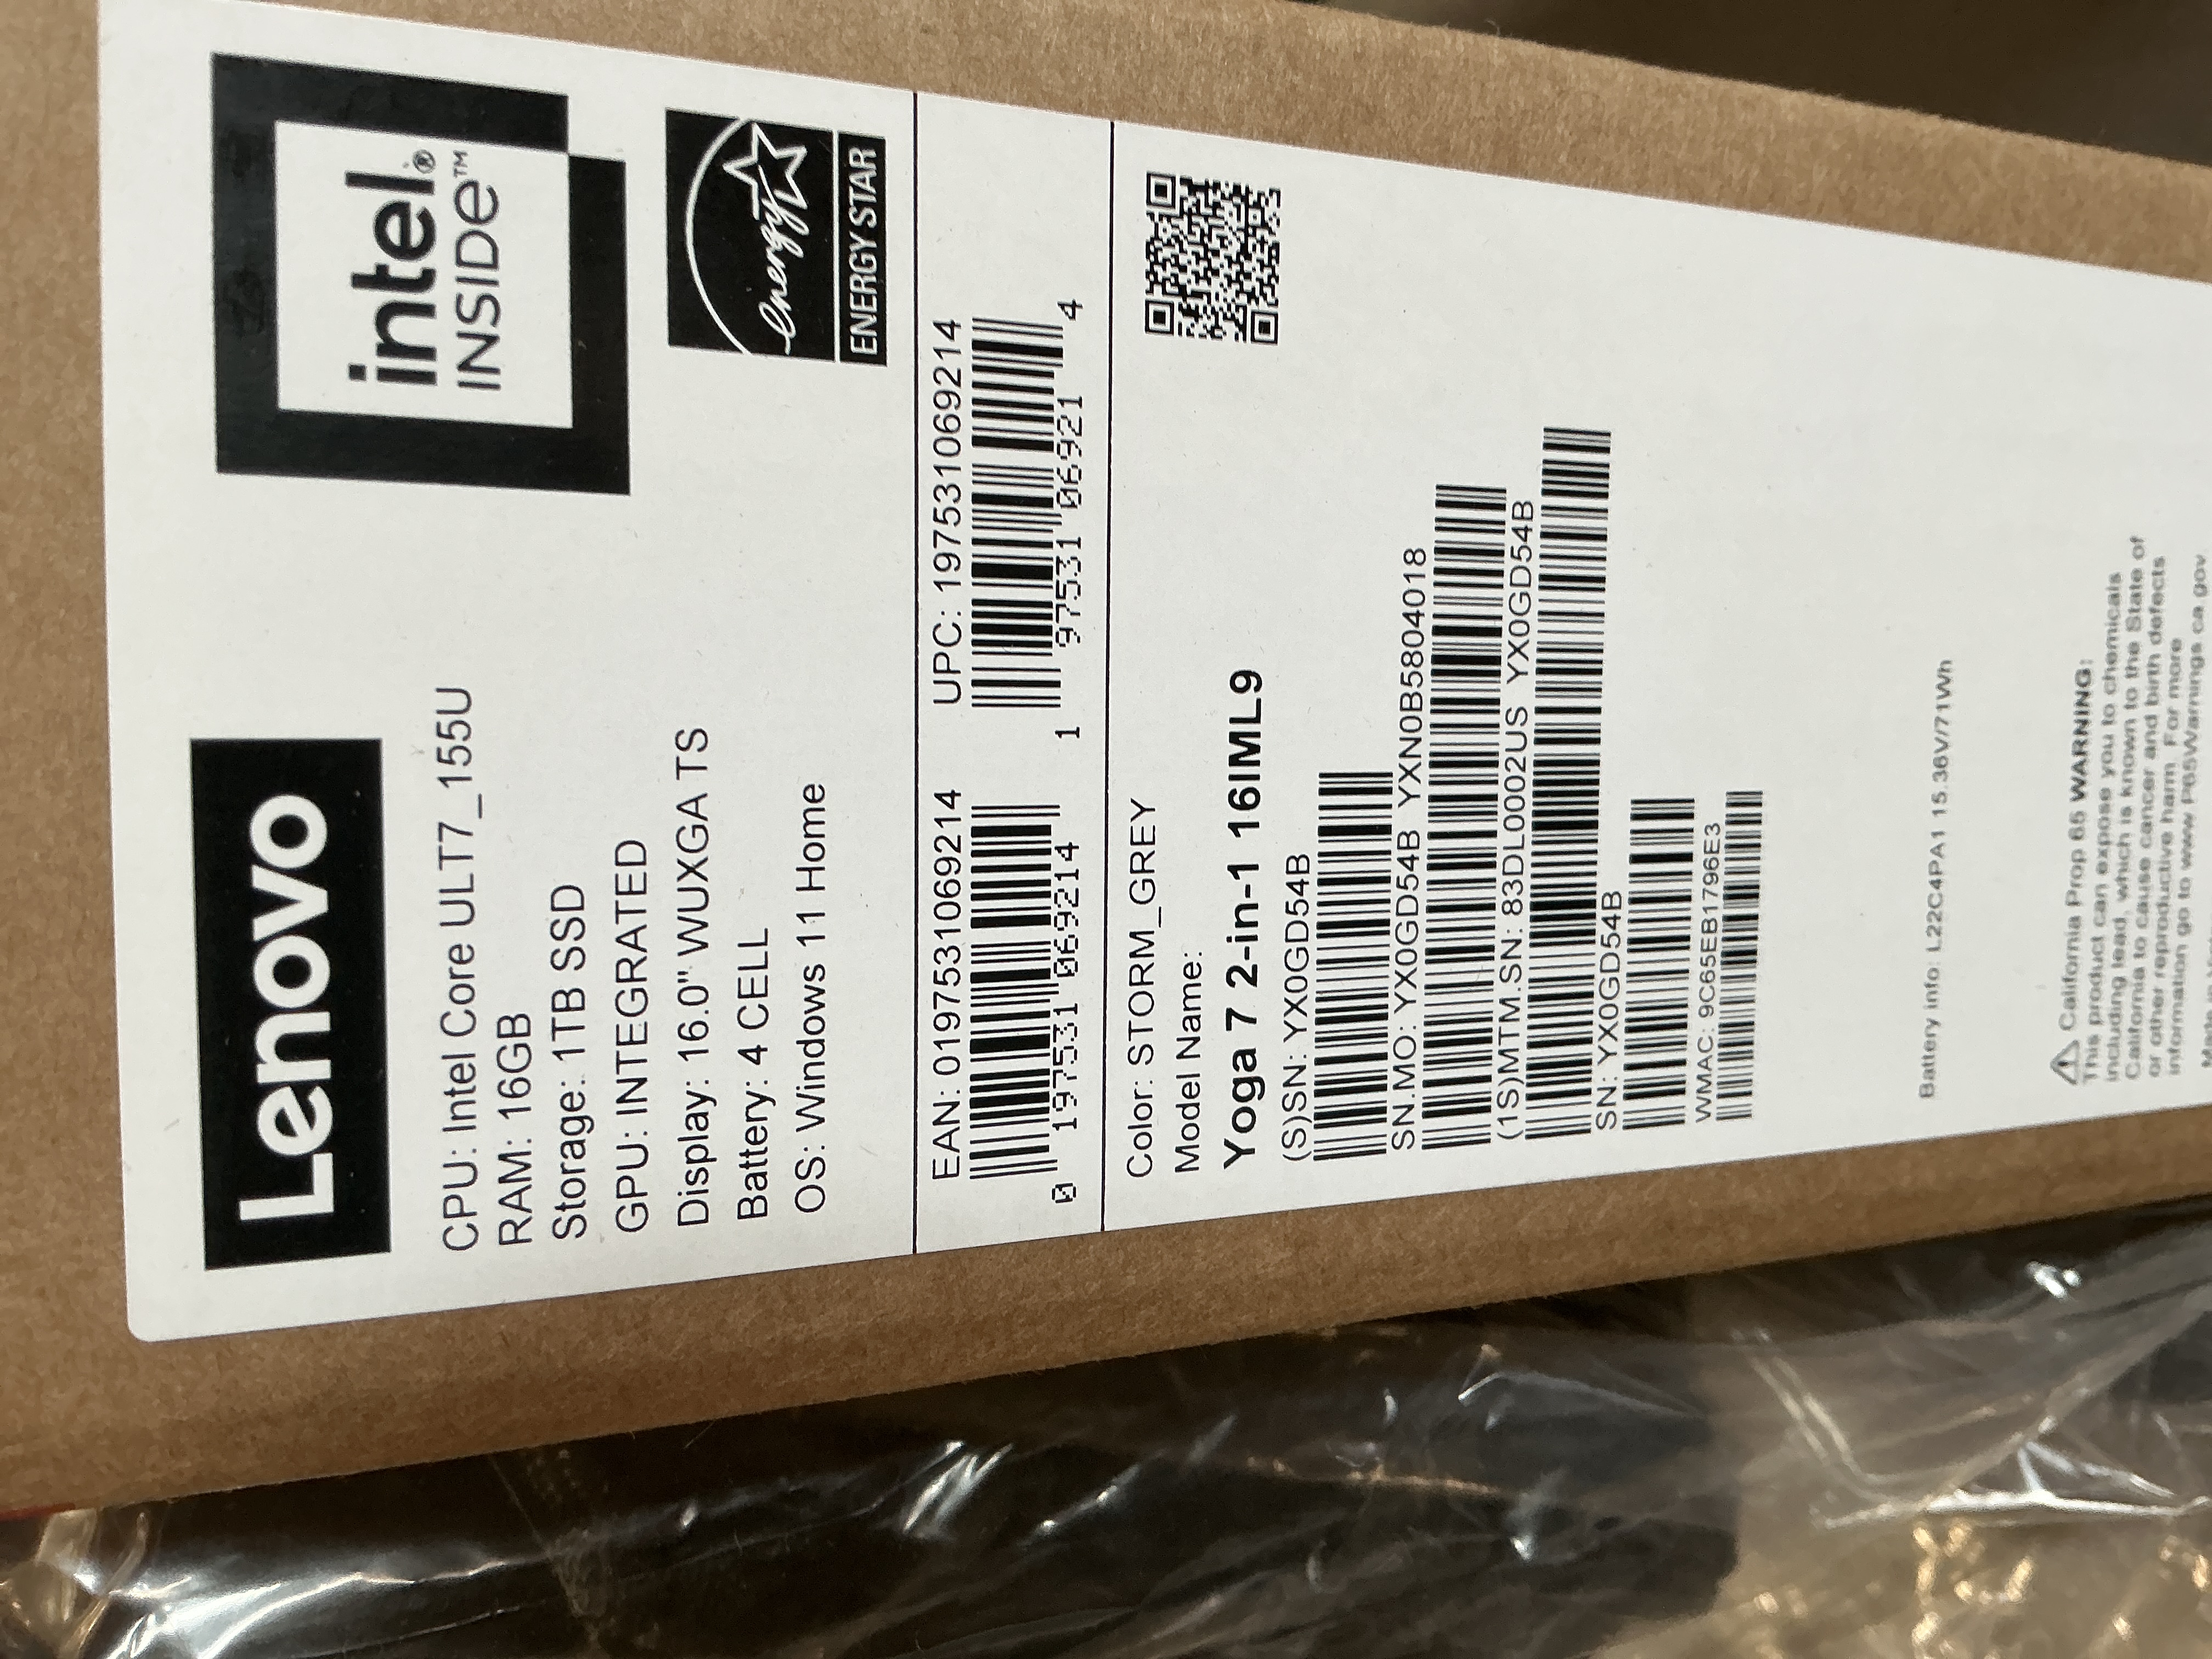 Lenovo
intel®
INSIDE™
CPU: Intel Core ULT7_155U
RAM: 16GB
Storage: 1TB SSD
GPU: INTEGRATED
Display: 16.0" WUXGA TS
Battery: 4 CELL
OS: Windows 11 Home
energy
ENERGY STAR
EAN: 0197531069214
0 197531 069214
UPC: 197531069214
1 97531 06921 4
Color: STORM_GREY
Model Name:
Yoga 7 2-in-1 16IML9
(S)SN: YX0GD54B
SN.MO: YX0GD54B YXN0B5804018
(1S)MTM.SN: 83DL0002US YX0GD54B
SN: YX0GD54B
WMAC: 9C65EB1796E3
Battery info: L22C4PA1 15.36V/71Wh
⚠ California Prop 65 WARNING:
This product can expose you to chemicals
including lead, which is known to the State of
California to cause cancer and birth defects
or other reproductive harm. For more
information go to www.P65Warnings.ca.gov